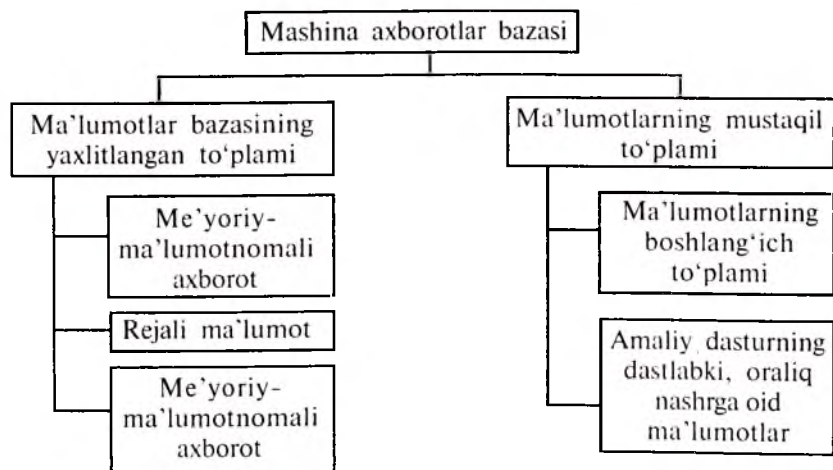 Mashina axborotlar bazasi
Ma’lumotlar bazasining
yaxlitlangan to‘plami
Me’yoriy-
ma’lumotnomali
axborot
Rejali ma’lumot
Me’yoriy-
ma’lumotnomali
axborot
Ma’lumotlarning mustaqil
to‘plami
Ma’lumotlarning
boshlang‘ich
to‘plami
Amaliy dasturning
dastlabki, oraliq
nashrga oid
ma’lumotlar